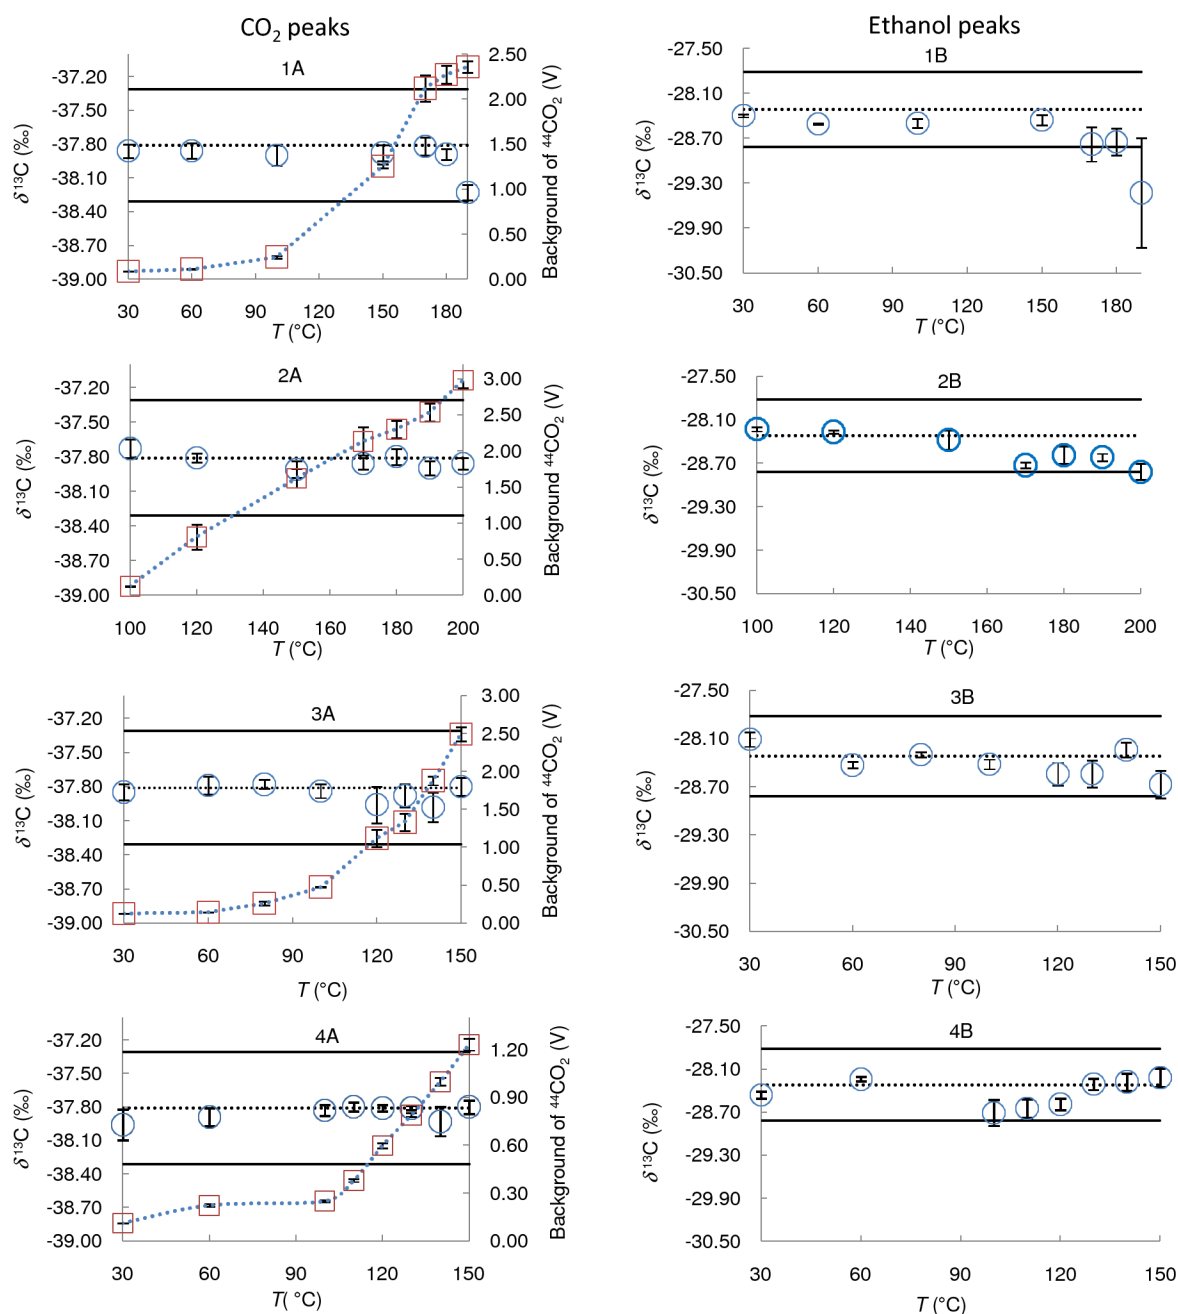 CO2 peaks
Ethanol peaks
1A
-37.20
-37.50
-37.80
-38.10
-38.40
-38.70
-39.00
δ13C (‰)
2.50
2.00
1.50
1.00
0.50
0.00
Background of 44CO2 (V)
30 60 90 120 150 180
T (°C)
1B
-27.50
-28.10
-28.70
-29.30
-29.90
-30.50
δ13C (‰)
30 60 90 120 150 180
T (°C)
2A
-37.20
-37.50
-37.80
-38.10
-38.40
-38.70
-39.00
δ13C (‰)
3.00
2.50
2.00
1.50
1.00
0.50
0.00
Background 44CO2 (V)
100 120 140 160 180 200
T (°C)
2B
-27.50
-28.10
-28.70
-29.30
-29.90
-30.50
δ13C (‰)
100 120 140 160 180 200
T (°C)
3A
-37.20
-37.50
-37.80
-38.10
-38.40
-38.70
-39.00
δ13C (‰)
3.00
2.50
2.00
1.50
1.00
0.50
0.00
Background of 44CO2 (V)
30 60 90 120 150
T (°C)
3B
-27.50
-28.10
-28.70
-29.30
-29.90
-30.50
δ13C (‰)
30 60 90 120 150
T (°C)
4A
-37.20
-37.50
-37.80
-38.10
-38.40
-38.70
-39.00
δ13C (‰)
1.20
0.90
0.60
0.30
0.00
Background of 44CO2 (V)
30 60 90 120 150
T( °C)
4B
-27.50
-28.10
-28.70
-29.30
-29.90
-30.50
δ13C (‰)
30 60 90 120 150
T (°C)